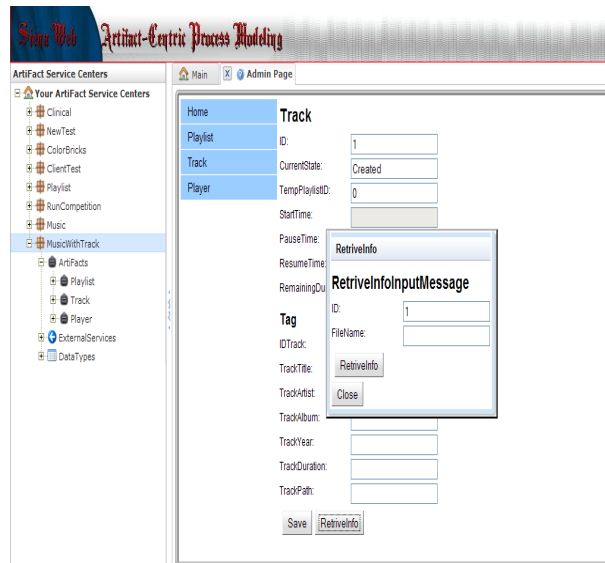 Siena Web Artifact-Centric Process Modeling
ArtiFact Service Centers
Main
Admin Page
Your ArtiFact Service Centers
Clinical
NewTest
ColorBricks
ClientTest
Playlist
RunCompetition
Music
MusicWithTrack
ArtiFacts
Playlist
Track
Player
ExternalServices
DataTypes
Home
Playlist
Track
Player
Track
ID: 1
CurrentState: Created
TempPlaylistID: 0
StartTime:
PauseTime:
ResumeTime:
RemainingDu
Tag
IDTrack:
TrackTitle:
TrackArtist:
TrackAlbum:
TrackYear:
TrackDuration:
TrackPath:
Save RetriveInfo
RetriveInfo
RetriveInfoInputMessage
ID: 1
FileName:
RetriveInfo
Close